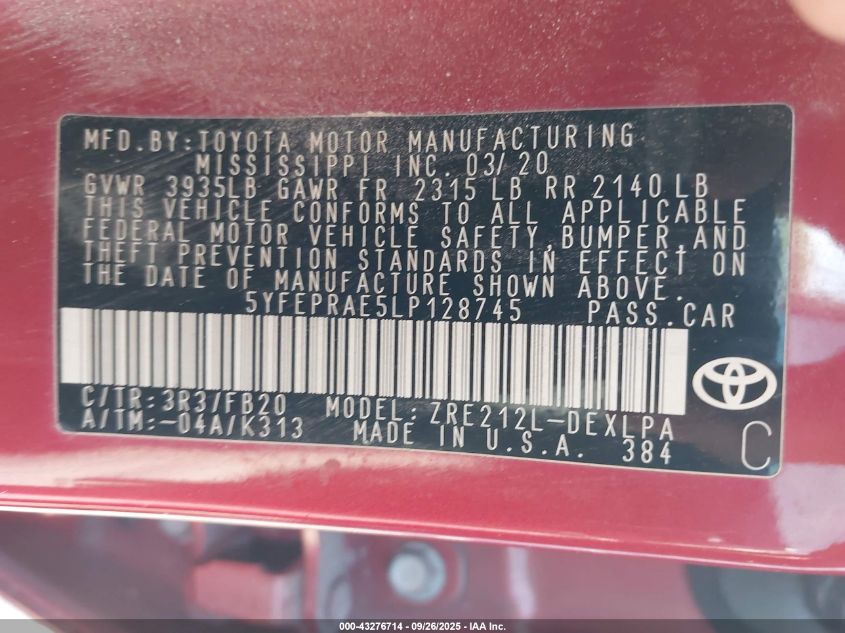 MFD.BY:TOYOTA MOTOR MANUFACTURING
MISSISSIPPI INC. 03/20
GVWR 3935LB GAWR FR 2315 LB RR 2140 LB
THIS VEHICLE CONFORMS TO ALL APPLICABLE
FEDERAL MOTOR VEHICLE SAFETY,BUMPER,AND
THEFT PREVENTION STANDARDS IN EFFECT ON
THE DATE OF MANUFACTURE SHOWN ABOVE.
5YFEPRAE5LP128745 PASS.CAR
C/TR:3R3/FB20 MODEL:ZRE212L-DEXLPA
A/TM:-04A/K313 MADE IN U.S.A. 384
C
000-43276714 - 09/26/2025 - IAA Inc.